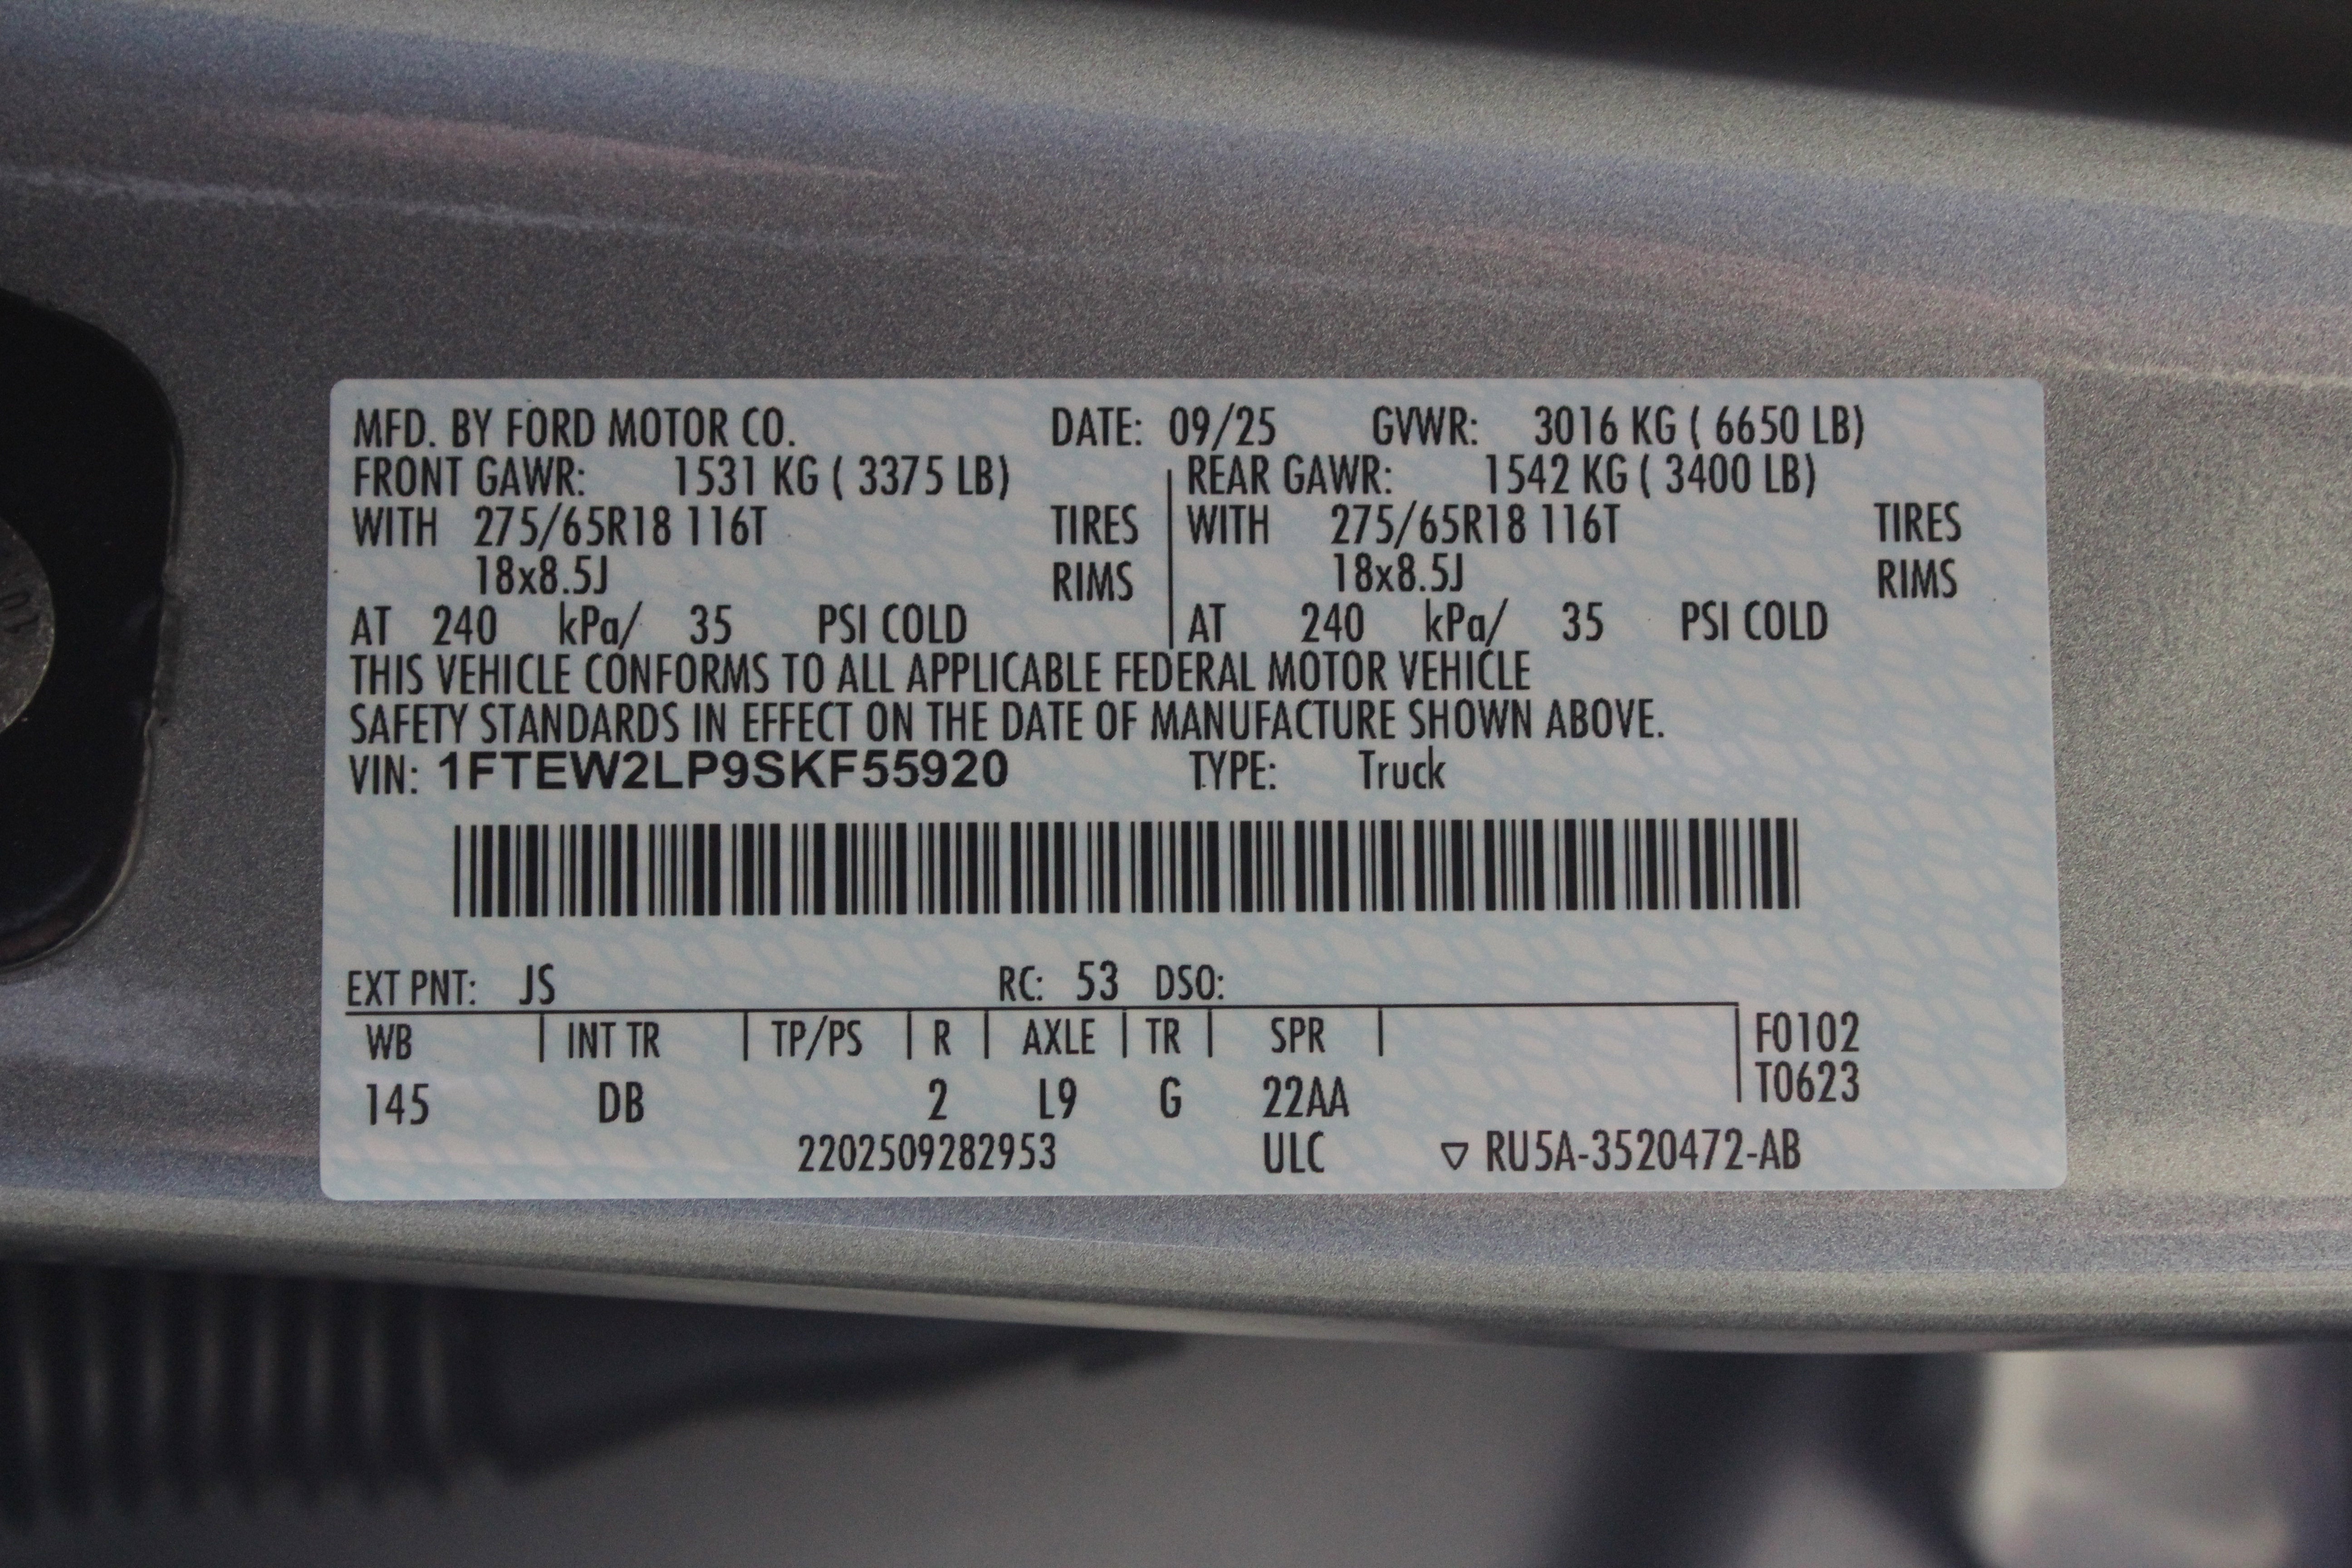 MFD. BY FORD MOTOR CO. DATE: 09/25 GVWR: 3016 KG ( 6650 LB)
FRONT GAWR: 1531 KG ( 3375 LB) REAR GAWR: 1542 KG ( 3400 LB)
WITH 275/65R18 116T TIRES WITH 275/65R18 116T TIRES
18x8.5J RIMS 18x8.5J RIMS
AT 240 kPa/ 35 PSI COLD AT 240 kPa/ 35 PSI COLD
THIS VEHICLE CONFORMS TO ALL APPLICABLE FEDERAL MOTOR VEHICLE
SAFETY STANDARDS IN EFFECT ON THE DATE OF MANUFACTURE SHOWN ABOVE.
VIN: 1FTEW2LP9SKF55920 TYPE: Truck
EXT PNT: JS RC: 53 DSO:
WB INT TR TP/PS R AXLE TR SPR F0102
145 DB 2 L9 G 22AA T0623
2202509282953 ULC ▽ RU5A-3520472-AB